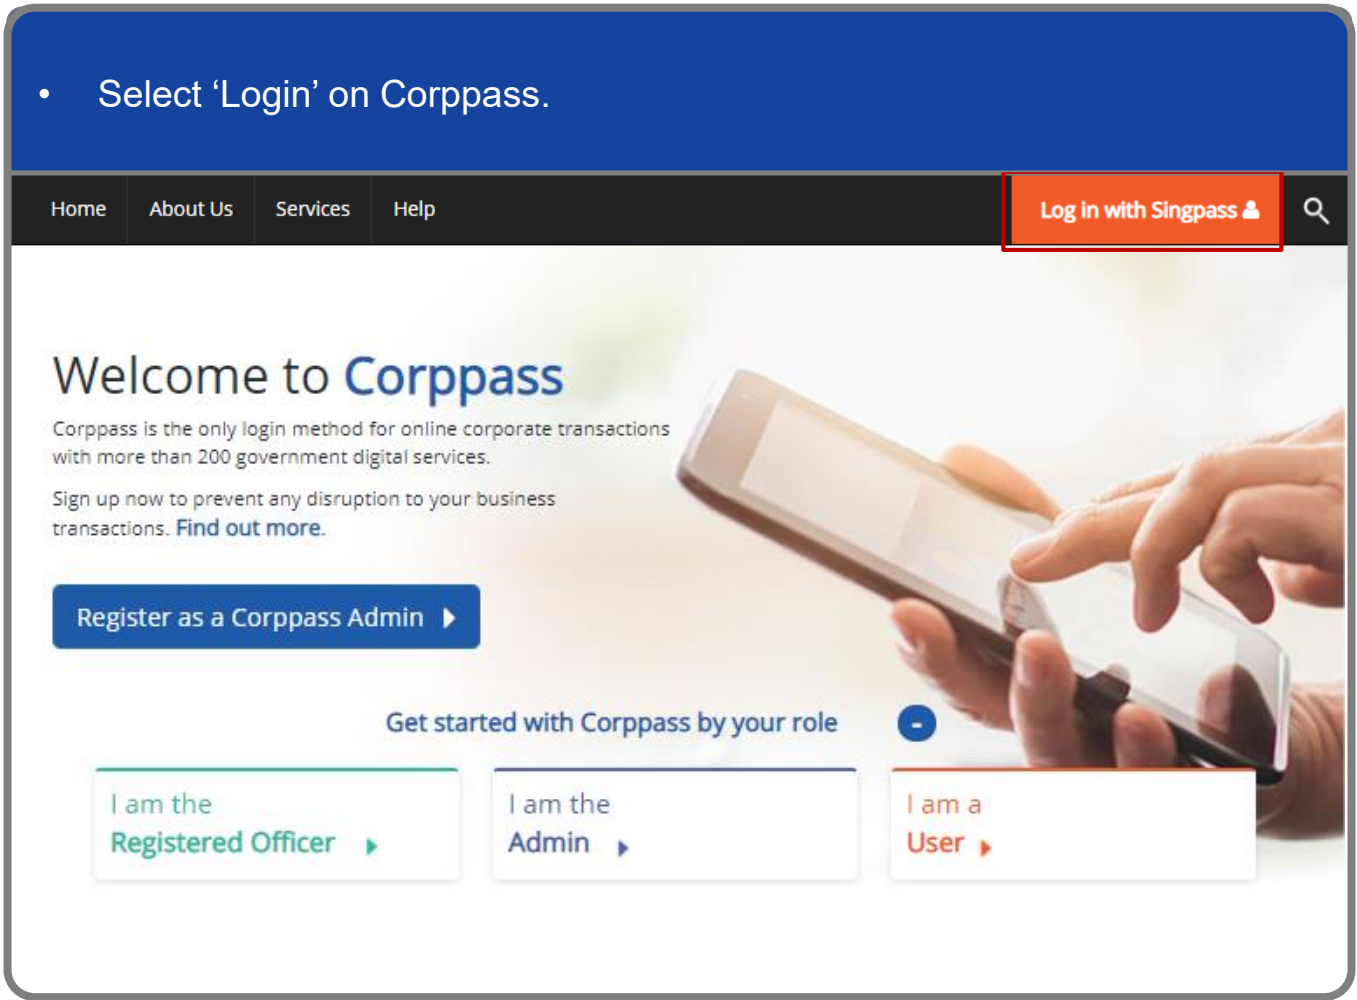 • Select ‘Login’ on Corppass.
Home About Us Services Help Log in with Singpass
Welcome to Corppass
Corppass is the only login method for online corporate transactions
with more than 200 government digital services.
Sign up now to prevent any disruption to your business
transactions. Find out more.
Register as a Corppass Admin
Get started with Corppass by your role -
I am the
Registered Officer
I am the
Admin
I am a
User